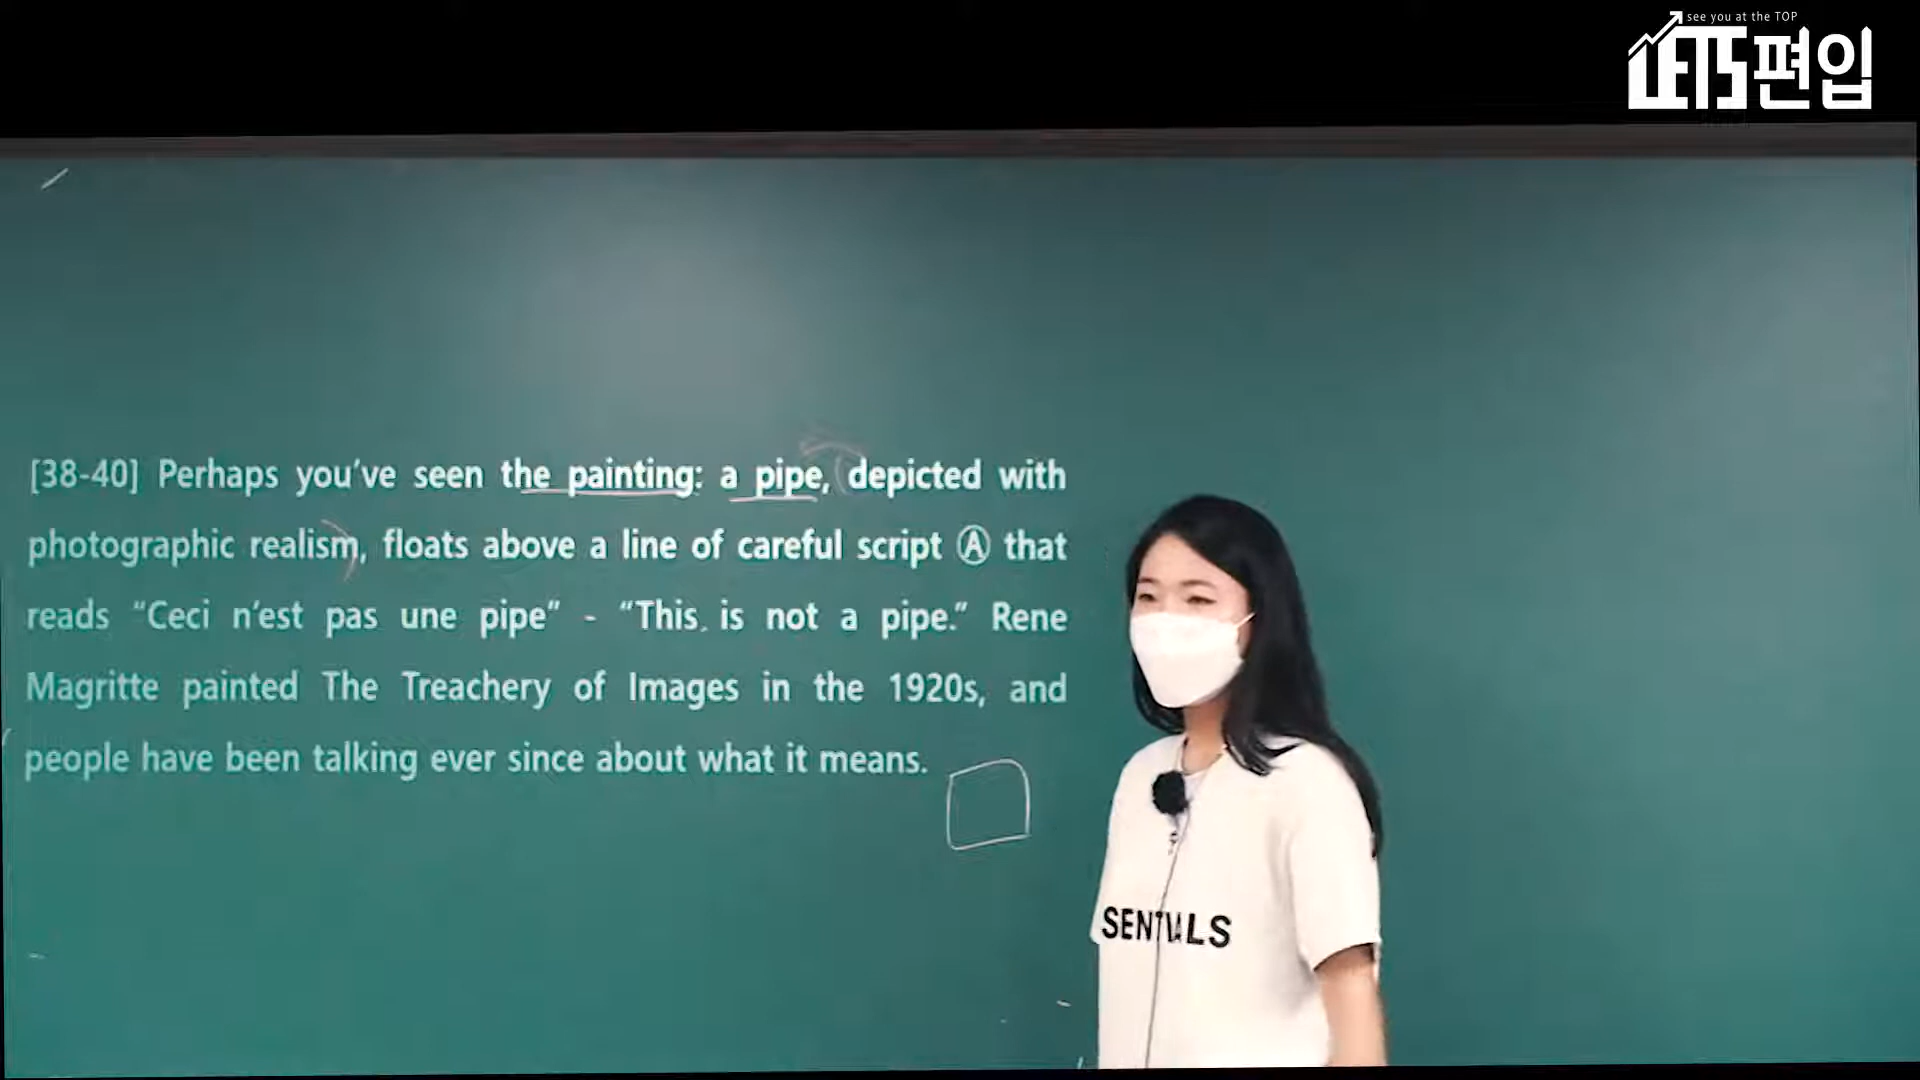 see you at the TOP
LETS편입
[38-40] Perhaps you've seen the painting: a pipe, depicted with
photographic realism, floats above a line of careful script Ⓐ that
reads “Ceci n'est pas une pipe” - “This is not a pipe.” Rene
Magritte painted The Treachery of Images in the 1920s, and
people have been talking ever since about what it means.
SENTIALS